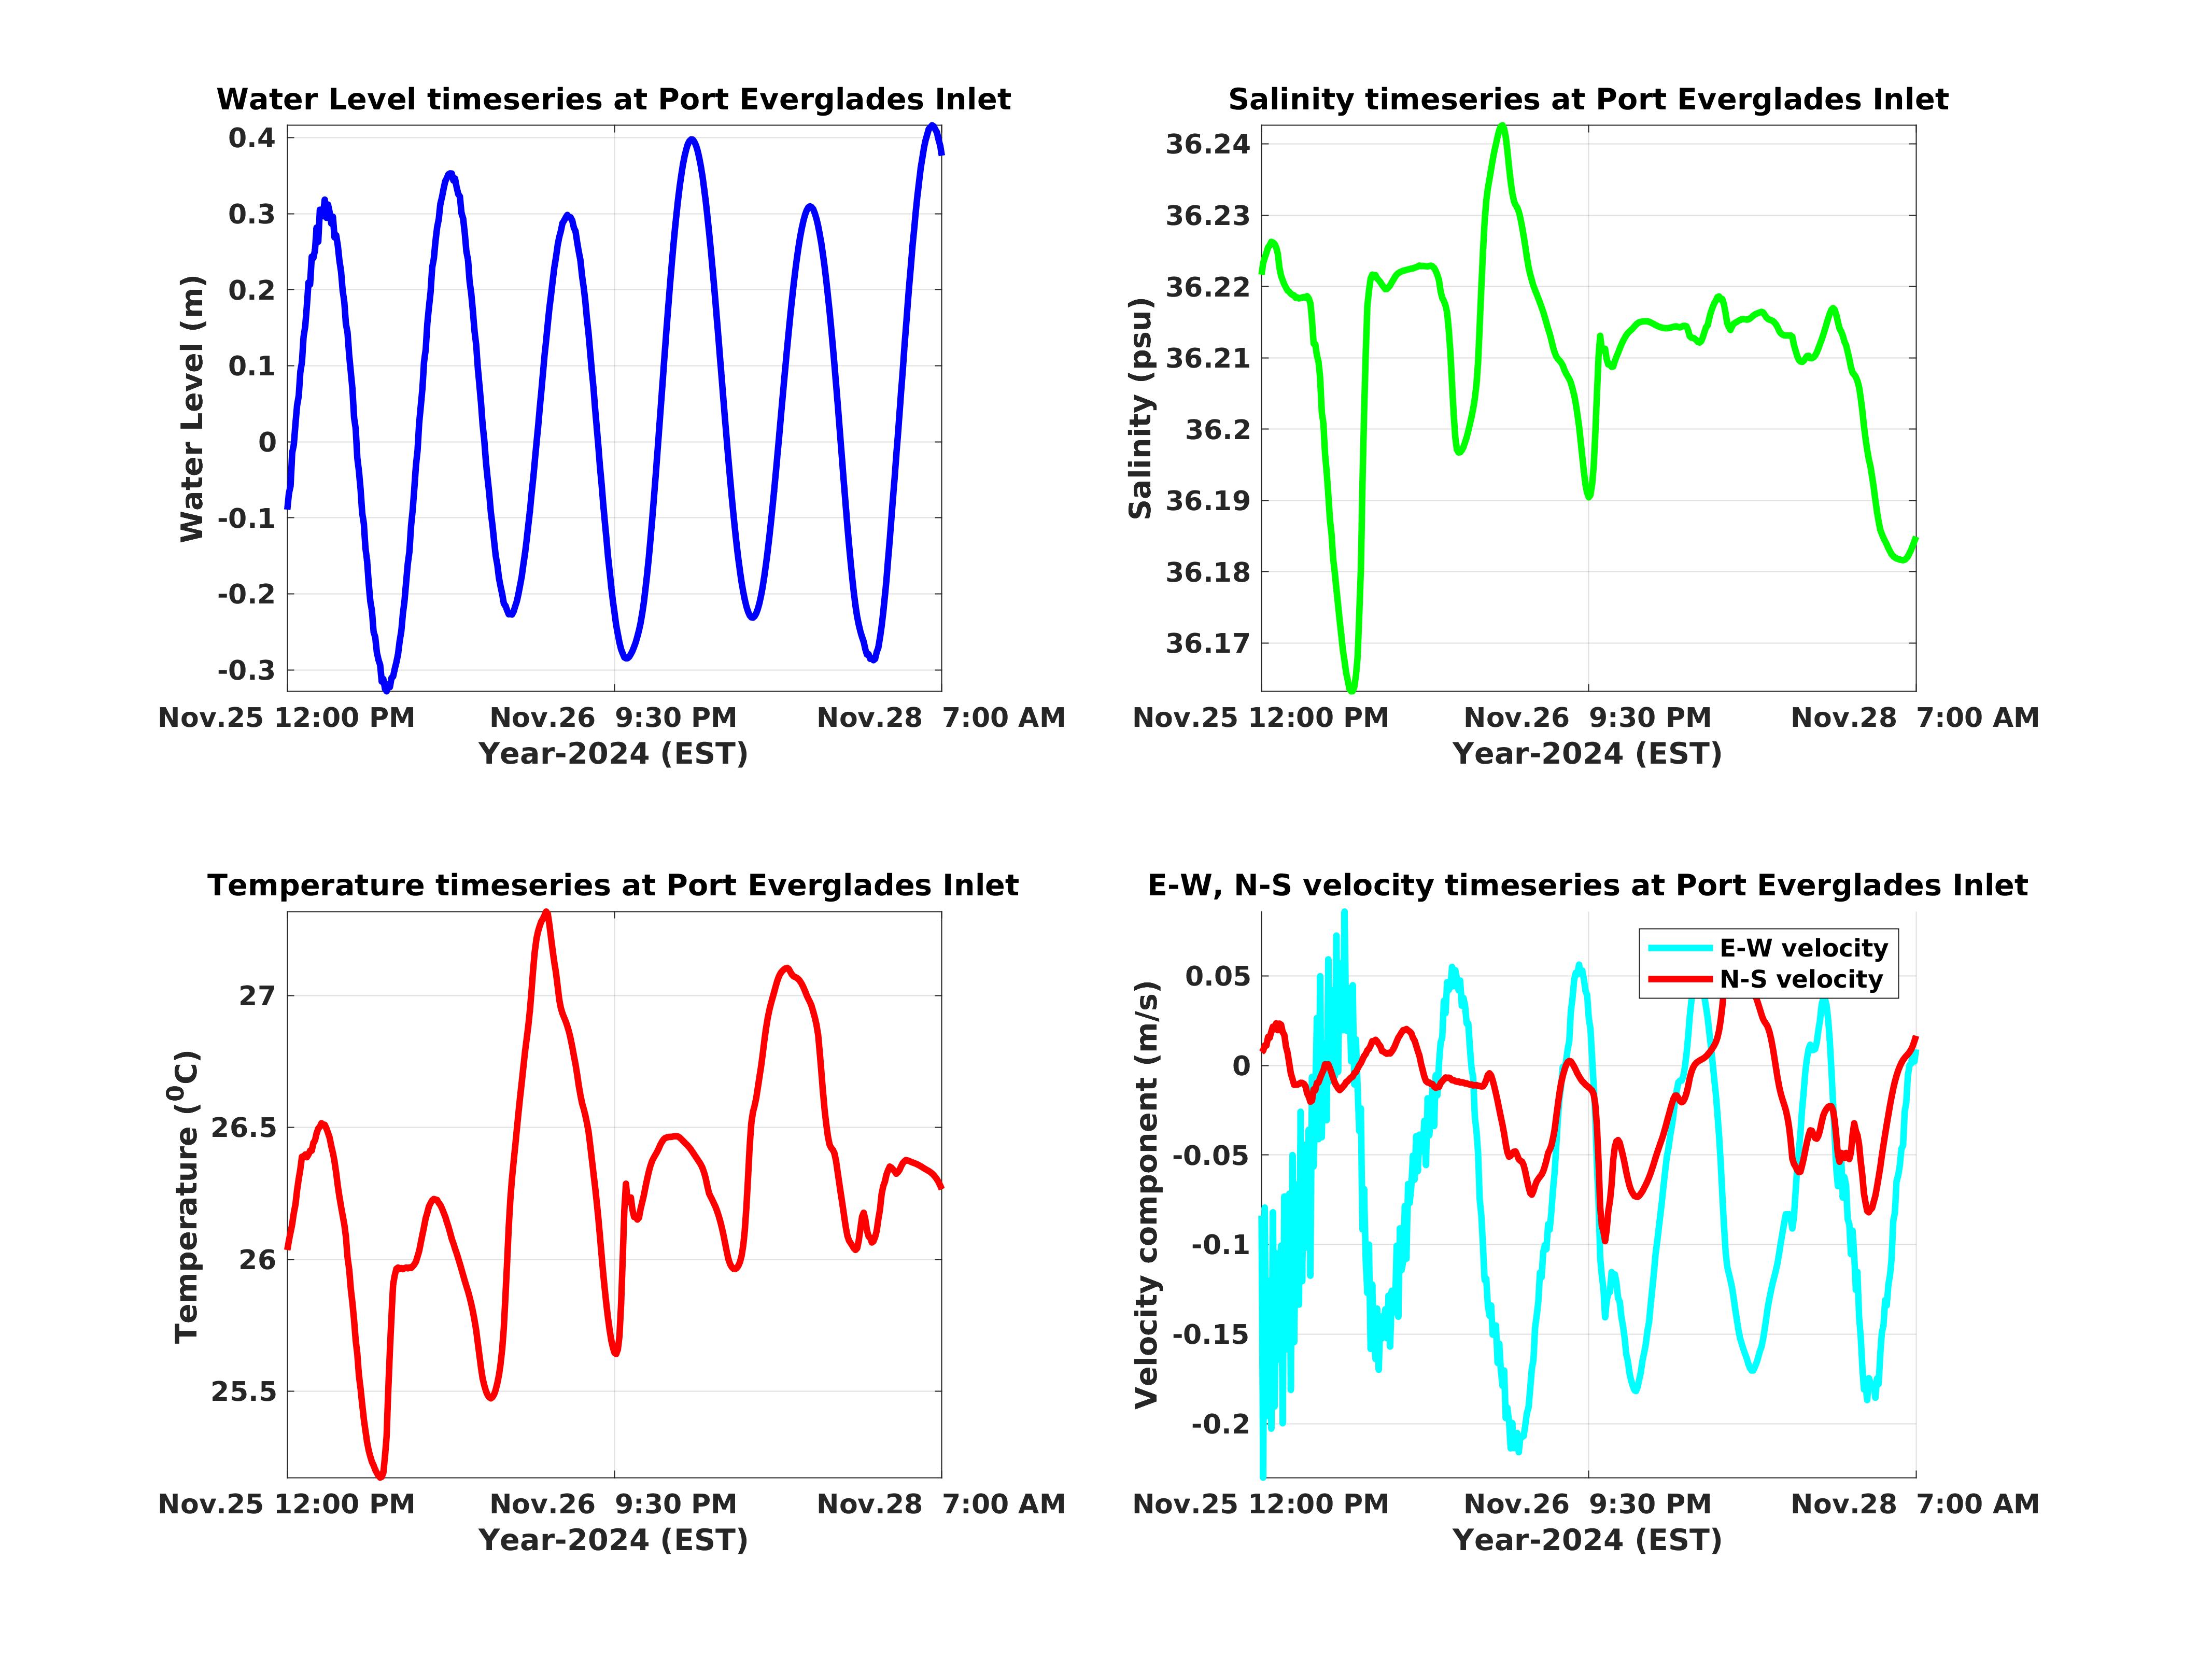 Water Level timeseries at Port Everglades Inlet
Water Level (m)
0.4
0.3
0.2
0.1
0
-0.1
-0.2
-0.3
Nov.25 12:00 PM Nov.26 9:30 PM Nov.28 7:00 AM
Year-2024 (EST)
Salinity timeseries at Port Everglades Inlet
Salinity (psu)
36.24
36.23
36.22
36.21
36.2
36.19
36.18
36.17
Nov.25 12:00 PM Nov.26 9:30 PM Nov.28 7:00 AM
Year-2024 (EST)
Temperature timeseries at Port Everglades Inlet
Temperature (⁰C)
27
26.5
26
25.5
Nov.25 12:00 PM Nov.26 9:30 PM Nov.28 7:00 AM
Year-2024 (EST)
E-W, N-S velocity timeseries at Port Everglades Inlet
E-W velocity
N-S velocity
Velocity component (m/s)
0.05
0
-0.05
-0.1
-0.15
-0.2
Nov.25 12:00 PM Nov.26 9:30 PM Nov.28 7:00 AM
Year-2024 (EST)